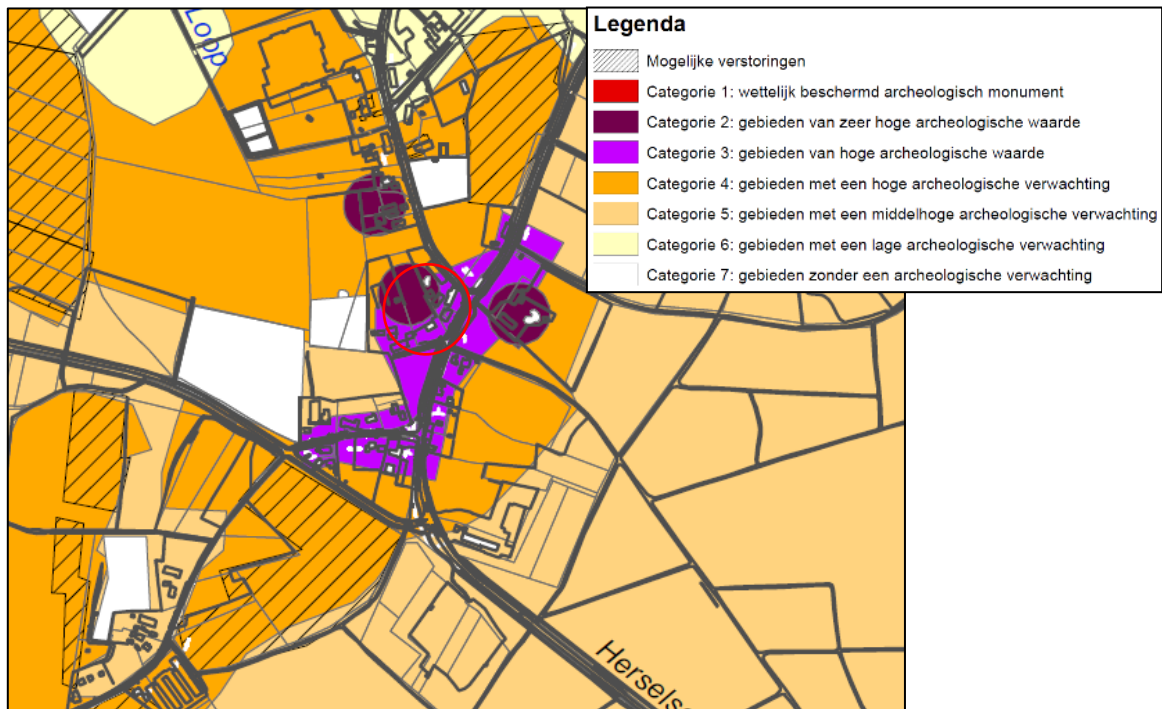 Loop
Legenda
Mogelijke verstoringen
Categorie 1: wettelijk beschermd archeologisch monument
Categorie 2: gebieden van zeer hoge archeologische waarde
Categorie 3: gebieden van hoge archeologische waarde
Categorie 4: gebieden met een hoge archeologische verwachting
Categorie 5: gebieden met een middelhoge archeologische verwachting
Categorie 6: gebieden met een lage archeologische verwachting
Categorie 7: gebieden zonder een archeologische verwachting
Herselse